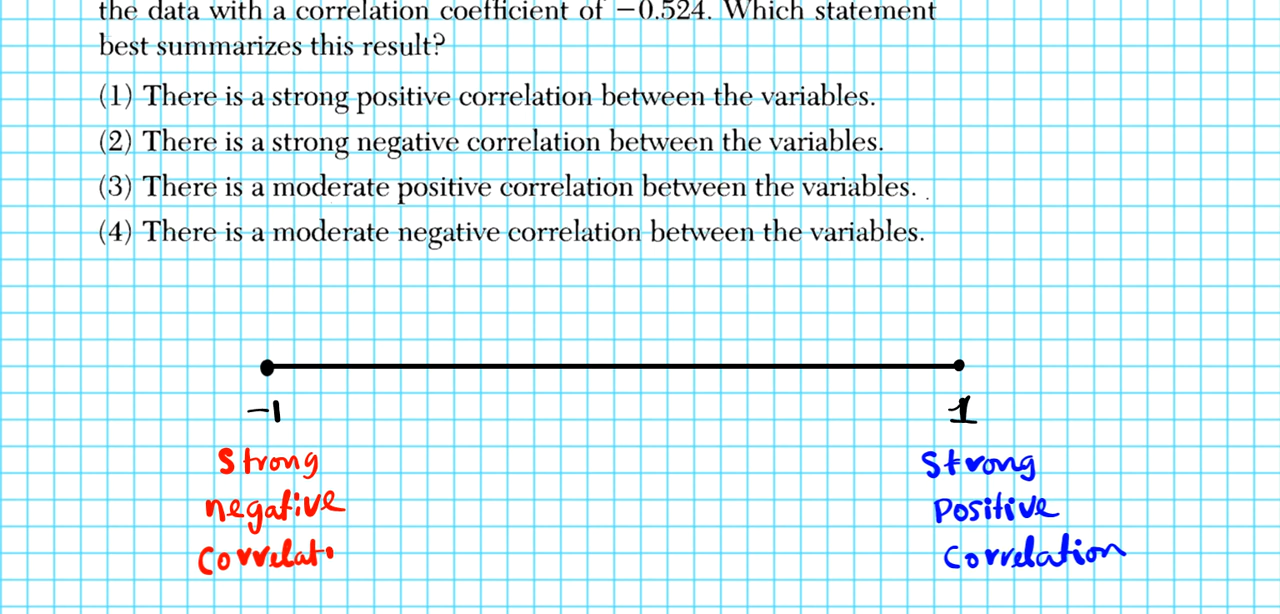 the data with a correlation coefficient of −0.524. Which statement
best summarizes this result?
(1) There is a strong positive correlation between the variables.
(2) There is a strong negative correlation between the variables.
(3) There is a moderate positive correlation between the variables.
(4) There is a moderate negative correlation between the variables.
-1 1
Strong Strong
negative Positive
Correlati Correlation